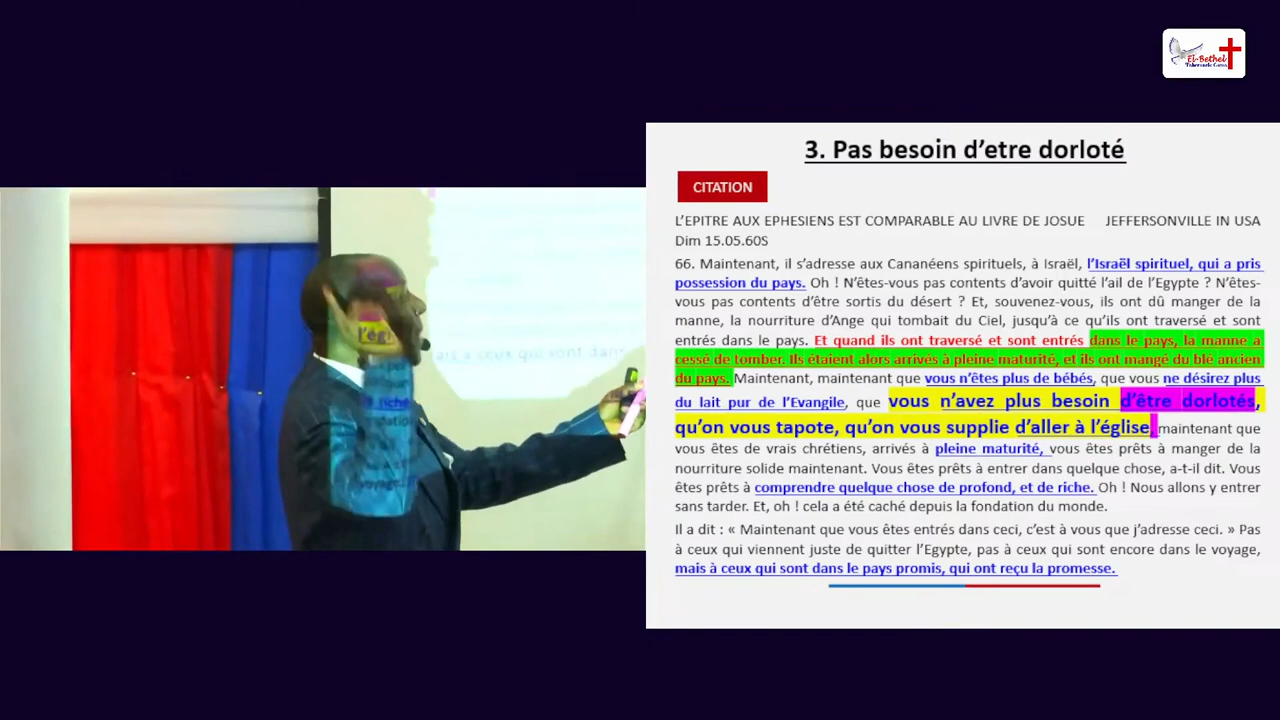 El-Bethel
3. Pas besoin d’etre dorloté
CITATION
L’EPITRE AUX EPHESIENS EST COMPARABLE AU LIVRE DE JOSUE JEFFERSONVILLE IN USA
Dim 15.05.60S
66. Maintenant, il s’adresse aux Cananéens spirituels, à Israël, l’Israël spirituel, qui a pris
possession du pays. Oh ! N’êtes-vous pas contents d’avoir quitté l’ail de l’Egypte ? N’êtes-
vous pas contents d’être sortis du désert ? Et, souvenez-vous, ils ont dû manger de la
manne, la nourriture d’Ange qui tombait du Ciel, jusqu’à ce qu’ils ont traversé et sont
entrés dans le pays. Et quand ils ont traversé et sont entrés dans le pays, la manne a
cessé de tomber. Ils étaient alors arrivés à pleine maturité, et ils ont mangé du blé ancien
du pays. Maintenant, maintenant que vous n’êtes plus de bébés, que vous ne désirez plus
du lait pur de l’Evangile, que vous n’avez plus besoin d’être dorlotés,
qu’on vous tapote, qu’on vous supplie d’aller à l’église, maintenant que
vous êtes de vrais chrétiens, arrivés à pleine maturité, vous êtes prêts à manger de la
nourriture solide maintenant. Vous êtes prêts à entrer dans quelque chose, a-t-il dit. Vous
êtes prêts à comprendre quelque chose de profond, et de riche. Oh ! Nous allons y entrer
sans tarder. Et, oh ! cela a été caché depuis la fondation du monde.
Il a dit : « Maintenant que vous êtes entrés dans ceci, c’est à vous que j’adresse ceci. » Pas
à ceux qui viennent juste de quitter l’Egypte, pas à ceux qui sont encore dans le voyage,
mais à ceux qui sont dans le pays promis, qui ont reçu la promesse.
ais à ceux qui sont dans